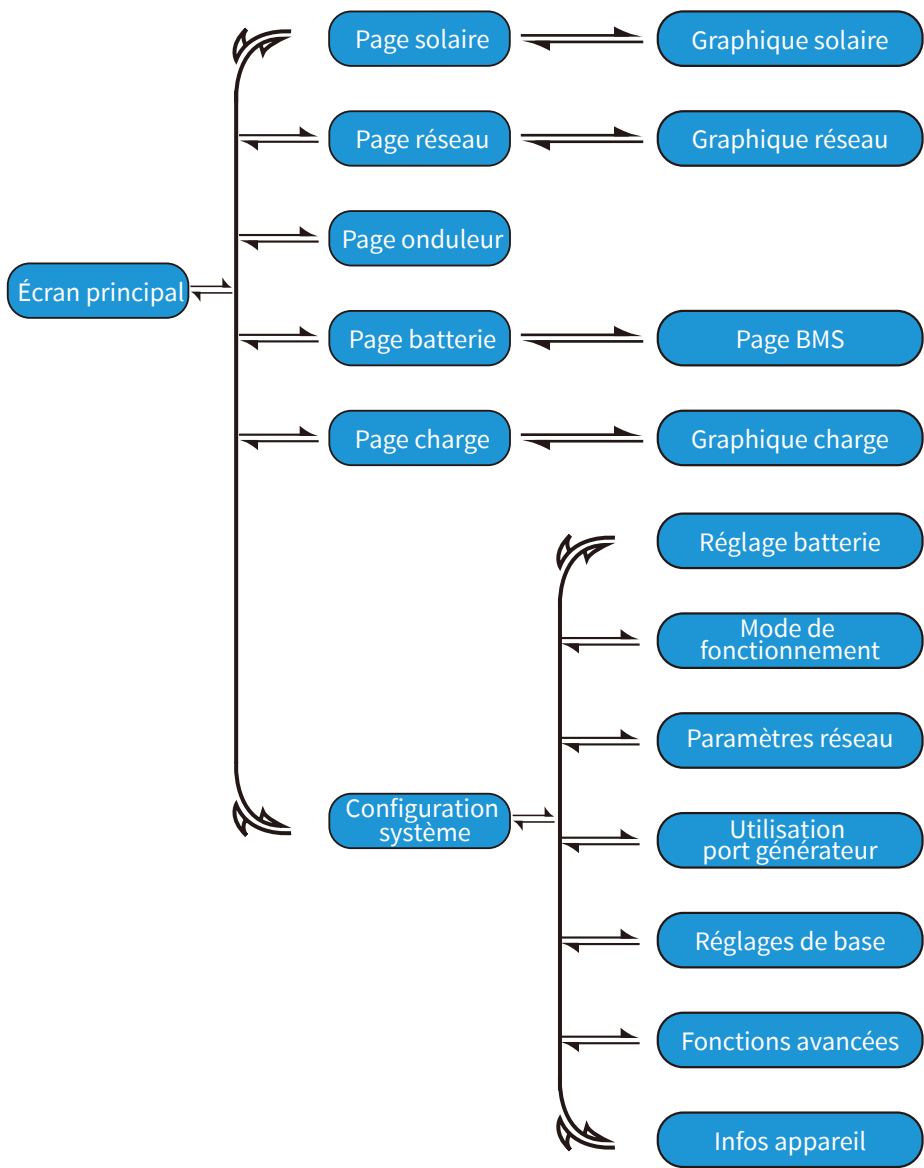 Page solaire
Graphique solaire
Page réseau
Graphique réseau
Page onduleur
Écran principal
Page batterie
Page BMS
Page charge
Graphique charge
Réglage batterie
Mode de
fonctionnement
Paramètres réseau
Configuration
système
Utilisation
port générateur
Réglages de base
Fonctions avancées
Infos appareil